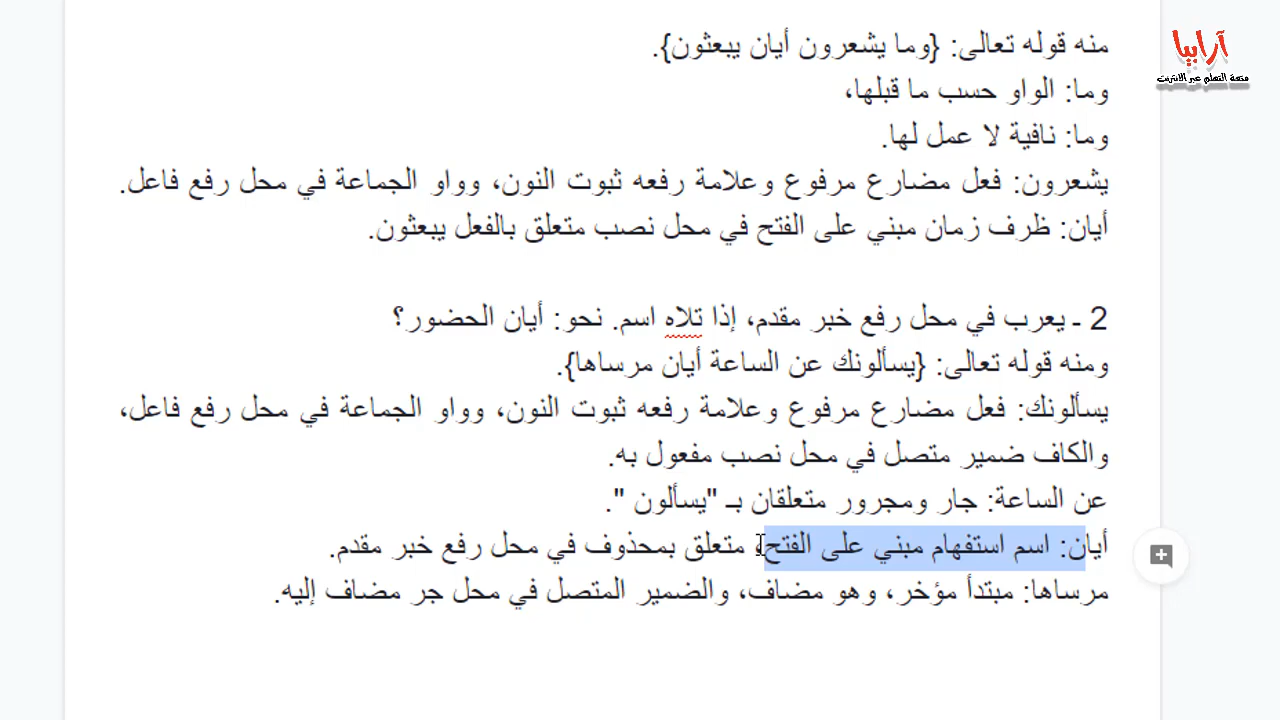 آرابيا
متعة التعلم عبر الانترنت
منه قوله تعالى: {وما يشعرون أيان يبعثون}.
وما: الواو حسب ما قبلها،
وما: نافية لا عمل لها.
يشعرون: فعل مضارع مرفوع وعلامة رفعه ثبوت النون، وواو الجماعة في محل رفع فاعل.
أيان: ظرف زمان مبني على الفتح في محل نصب متعلق بالفعل يبعثون.
2 ـ يعرب في محل رفع خبر مقدم، إذا تلاه اسم. نحو: أيان الحضور؟
ومنه قوله تعالى: {يسألونك عن الساعة أيان مرساها}.
يسألونك: فعل مضارع مرفوع وعلامة رفعه ثبوت النون، وواو الجماعة في محل رفع فاعل،
والكاف ضمير متصل في محل نصب مفعول به.
عن الساعة: جار ومجرور متعلقان بـ "يسألون ".
أيان: اسم استفهام مبني على الفتح، متعلق بمحذوف في محل رفع خبر مقدم.
مرساها: مبتدأ مؤخر، وهو مضاف، والضمير المتصل في محل جر مضاف إليه.